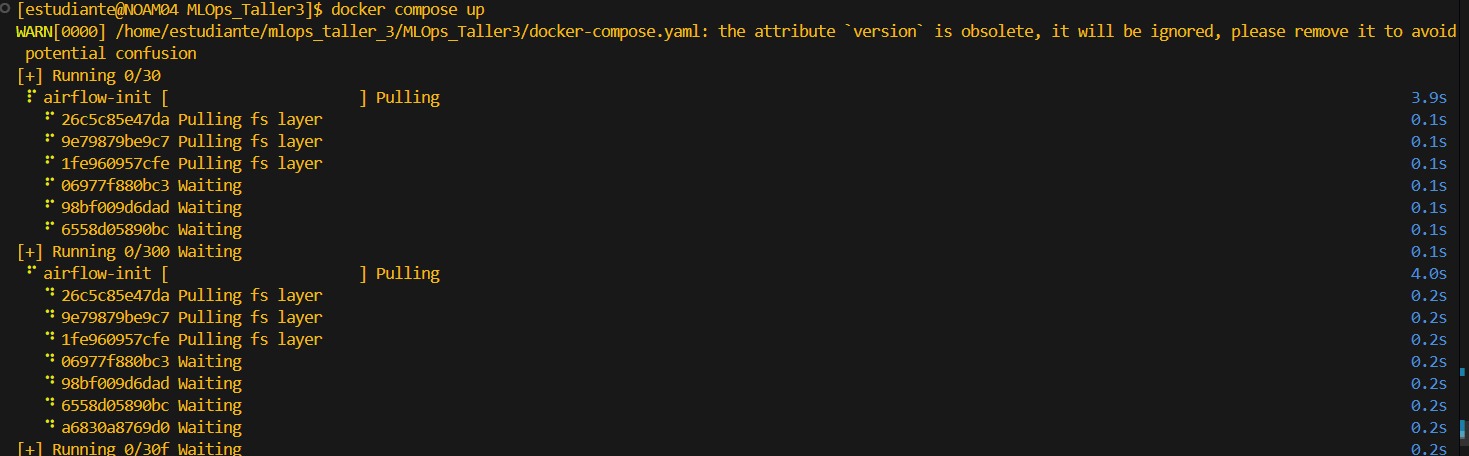 [estudiante@NOAM04 MLOps_Taller3]$ docker compose up
WARN[0000] /home/estudiante/mlops_taller_3/MLOps_Taller3/docker-compose.yaml: the attribute `version` is obsolete, it will be ignored, please remove it to avoid
potential confusion
[+] Running 0/30
airflow-init [ ] Pulling 3.9s
26c5c85e47da Pulling fs layer 0.1s
9e79879be9c7 Pulling fs layer 0.1s
1fe960957cfe Pulling fs layer 0.1s
06977f880bc3 Waiting 0.1s
98bf009d6dad Waiting 0.1s
6558d05890bc Waiting 0.1s
[+] Running 0/300 Waiting 0.1s
airflow-init [ ] Pulling 4.0s
26c5c85e47da Pulling fs layer 0.2s
9e79879be9c7 Pulling fs layer 0.2s
1fe960957cfe Pulling fs layer 0.2s
06977f880bc3 Waiting 0.2s
98bf009d6dad Waiting 0.2s
6558d05890bc Waiting 0.2s
a6830a8769d0 Waiting 0.2s
[+] Running 0/30f Waiting 0.2s